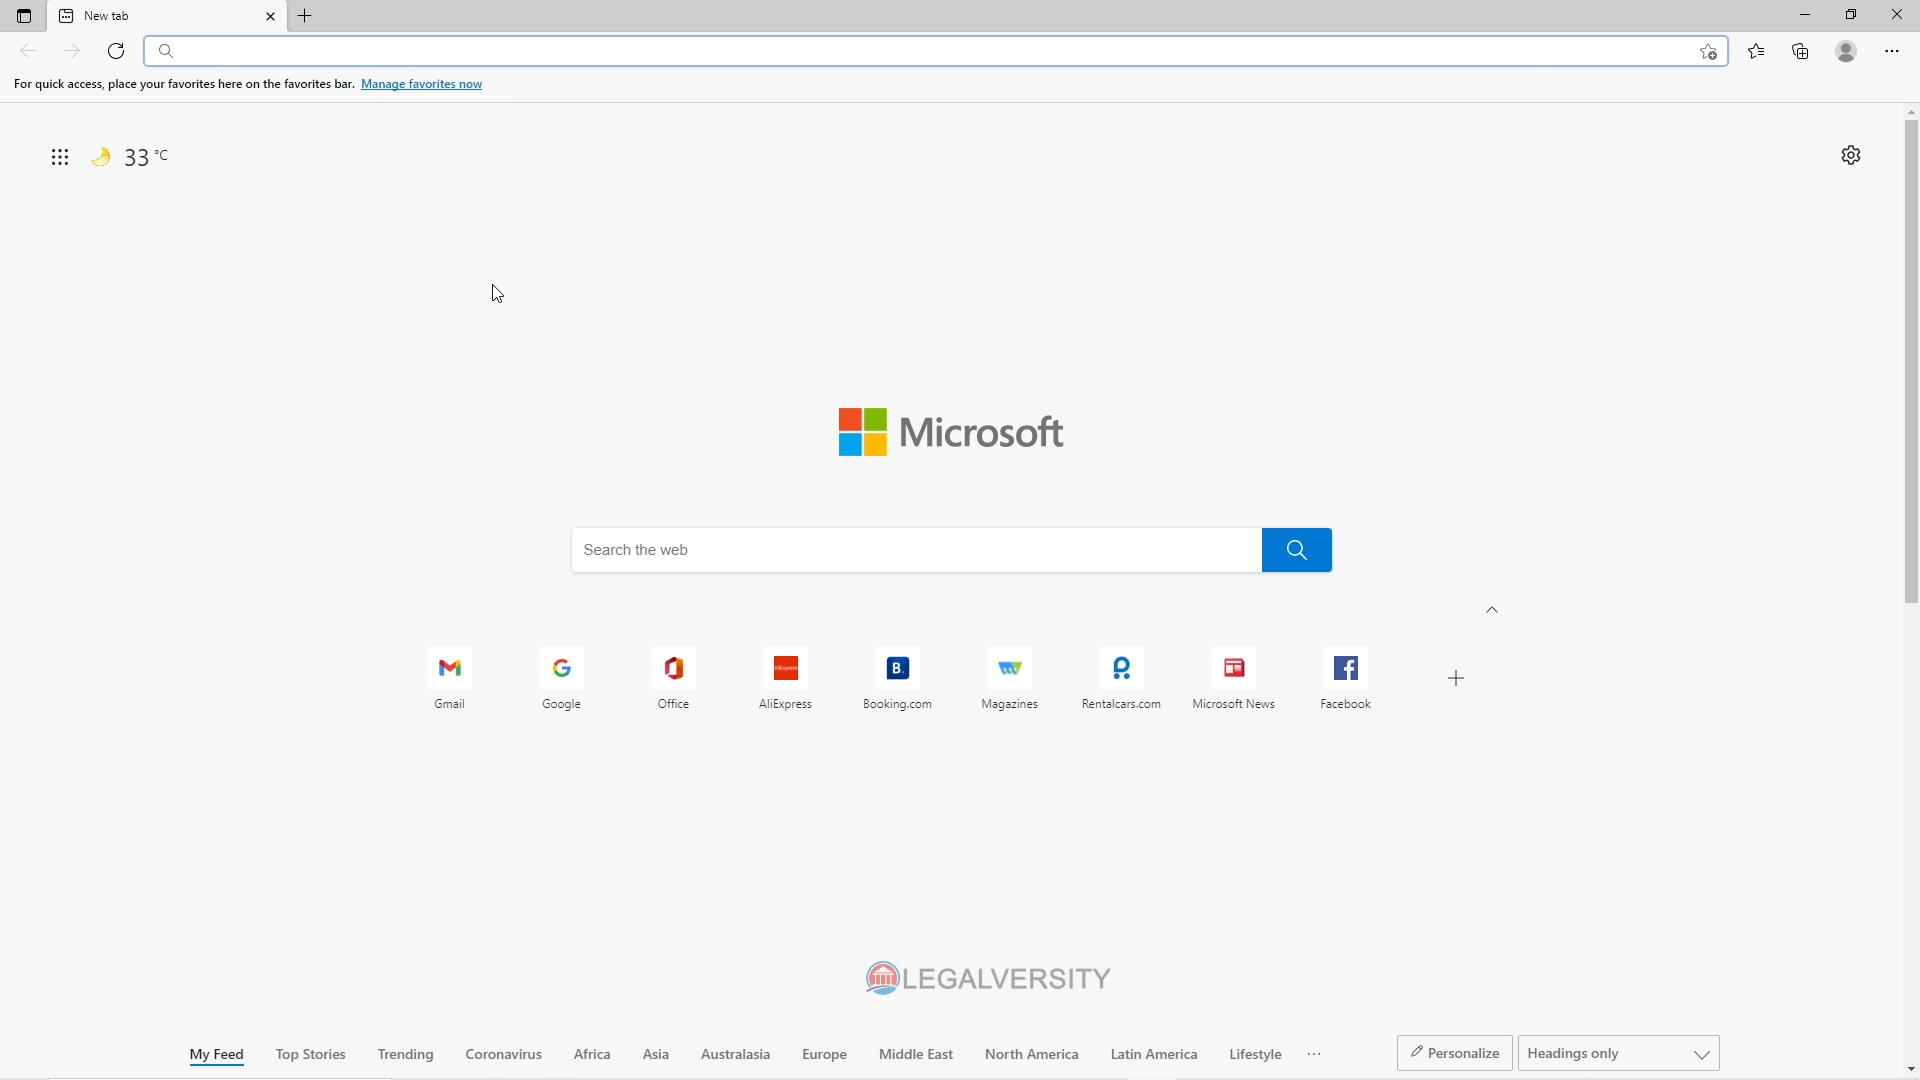 New tab
For quick access, place your favorites here on the favorites bar. Manage favorites now
33 °C
Microsoft
Search the web
Gmail
Google
Office
AliExpress
AliExpress
B.
Booking.com
Magazines
Rentalcars.com
Microsoft News
Facebook
LEGALVERSITY
My Feed Top Stories Trending Coronavirus Africa Asia Australasia Europe Middle East North America Latin America Lifestyle ... Personalize Headings only